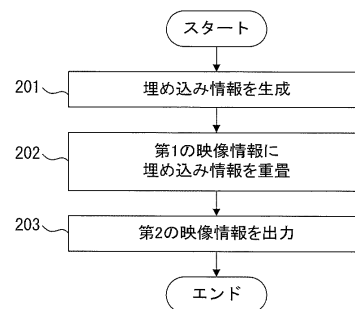 スタート
201
埋め込み情報を生成
202
第1の映像情報に
埋め込み情報を重畳
203
第2の映像情報を出力
エンド